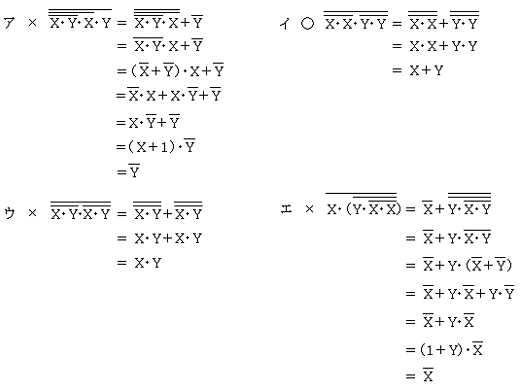 ア × X̅̅·̅̅Y̅̅̅·̅̅X̅̅·̅Y̅ = X̅̅·̅̅Y̅̅̅·̅̅X̅̅+Y̅
= X̅·̅Y̅·X+Y̅
=(X̅+Y̅)·X+Y̅
=X̅·X+X·Y̅+Y̅
=X·Y̅+Y̅
=(X+1)·Y̅
=Y̅
イ ○ X̅̅·̅̅X̅̅·̅Y̅̅·̅̅Y̅̅ = X̅̅·̅̅X̅̅+Y̅̅·̅̅Y̅̅
= X·X+Y·Y
= X+Y
ウ × X̅̅·̅̅Y̅̅·̅X̅̅·̅̅Y̅̅ = X̅̅·̅̅Y̅̅+X̅̅·̅̅Y̅̅
= X·Y+X·Y
= X·Y
エ × X̅·̅(̅Y̅̅·̅̅X̅̅̅·̅̅̅X̅̅̅) = X̅+Y̅̅·̅̅X̅̅̅·̅̅̅Y̅̅̅
= X̅+Y·X̅·̅Y̅
= X̅+Y·(X̅+Y̅)
= X̅+Y·X̅+Y·Y̅
= X̅+Y·X̅
=(1+Y)·X̅
= X̅